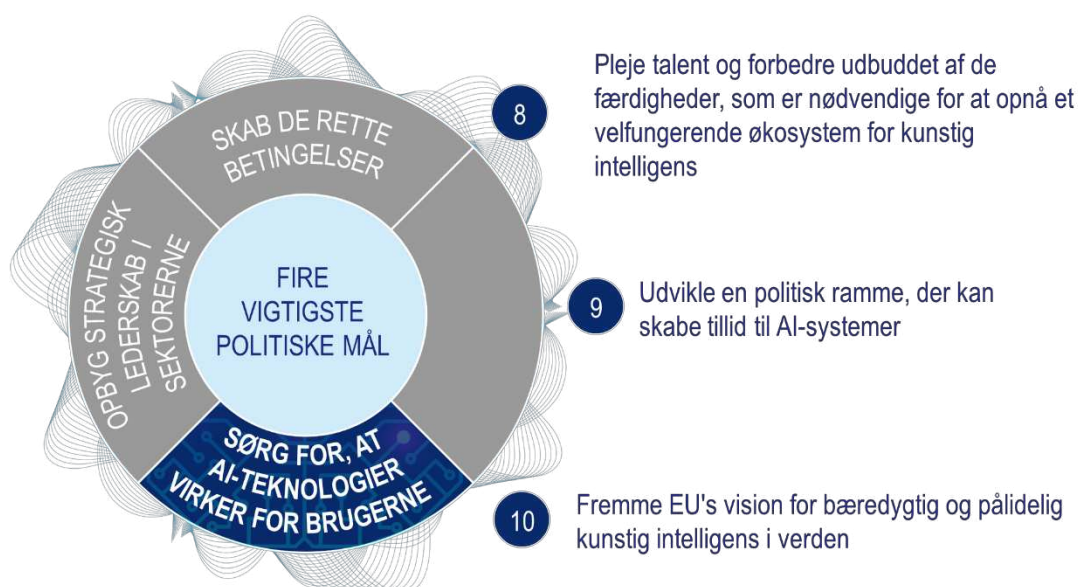 SKAB DE RETTE
BETINGELSER
OPBYG STRATEGISK
LEDERSKAB I
SEKTORERNE
FIRE
VIGTIGSTE
POLITISKE MÅL
SØRG FOR, AT
AI-TEKNOLOGIER
VIRKER FOR BRUGERNE
8
Pleje talent og forbedre udbuddet af de
færdigheder, som er nødvendige for at opnå et
velfungerende økosystem for kunstig
intelligens
9
Udvikle en politisk ramme, der kan
skabe tillid til AI-systemer
10
Fremme EU's vision for bæredygtig og pålidelig
kunstig intelligens i verden